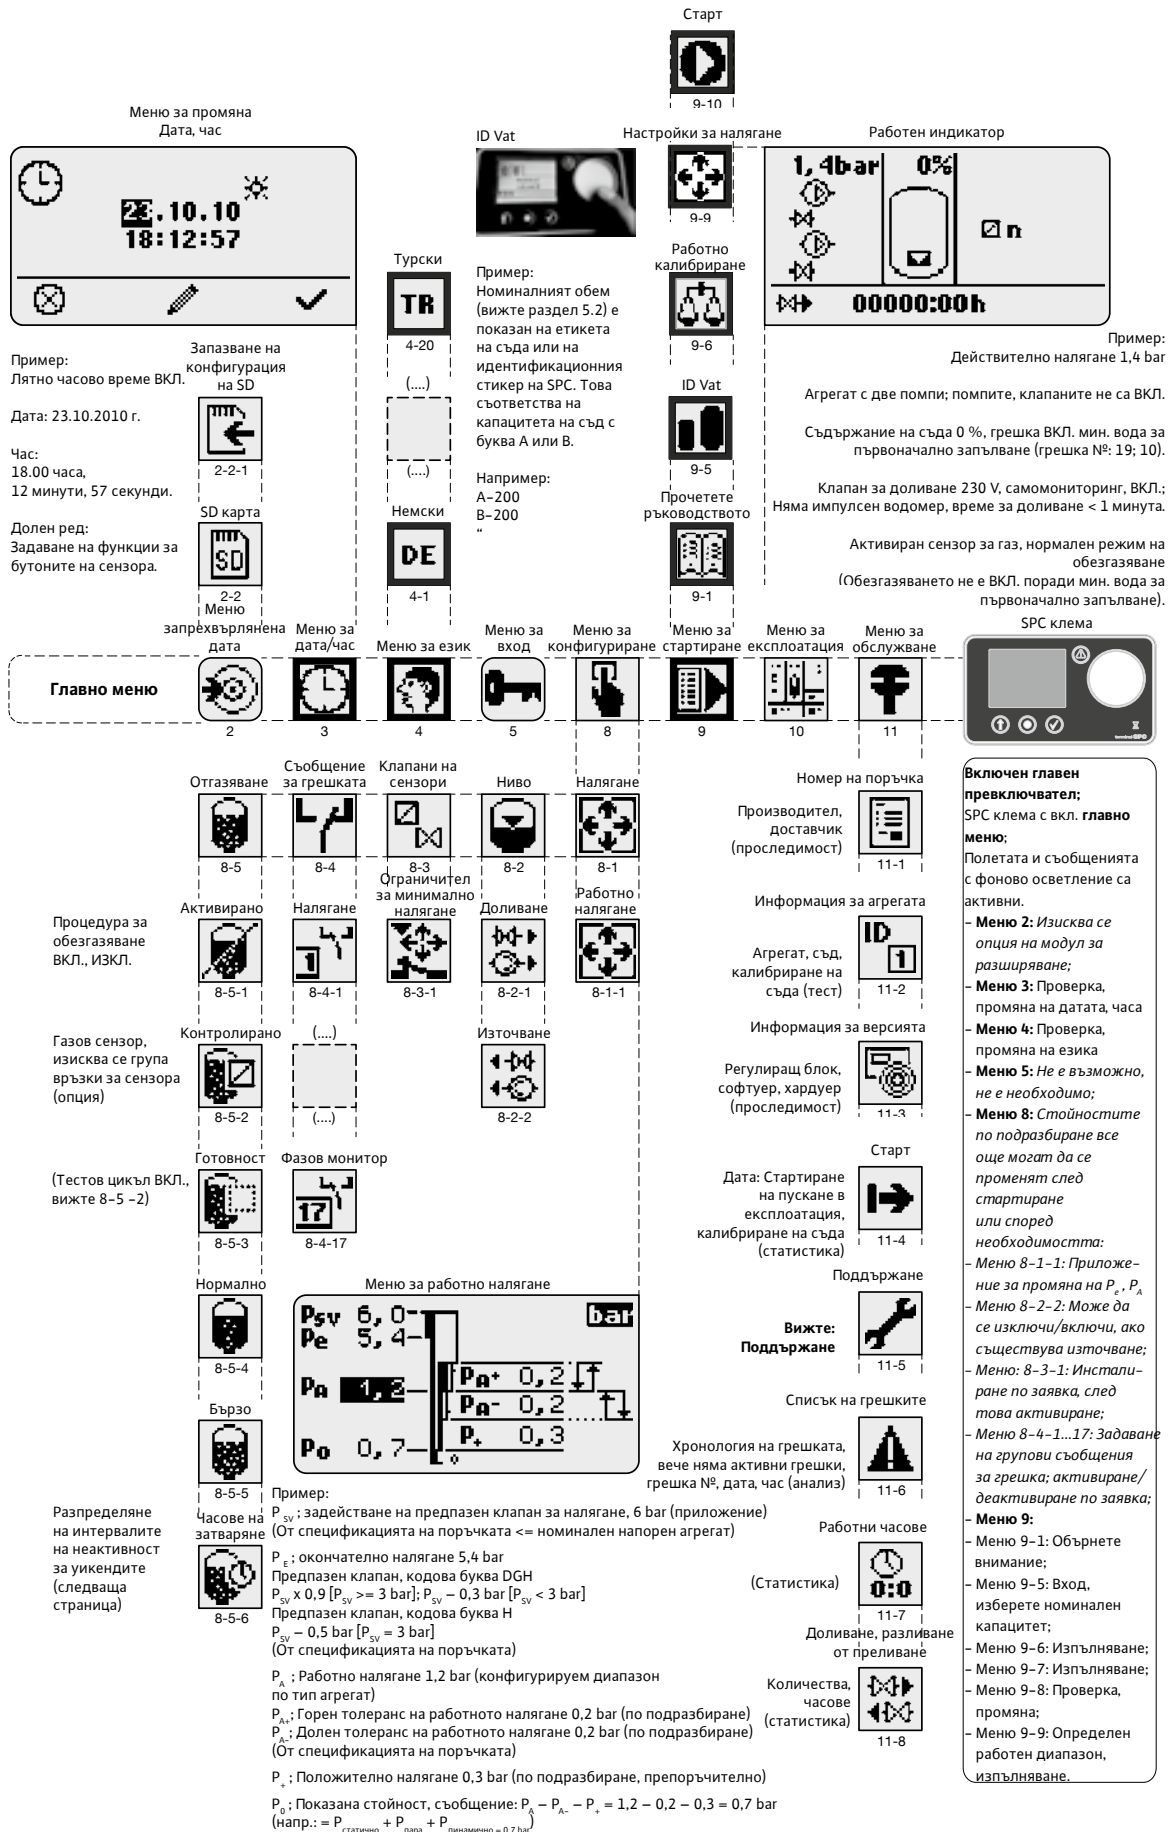 Старт
9-10
Меню за промяна
Дата, час
23.10.10
18:12:57
Пример:
Лятно часово време ВКЛ.
Дата: 23.10.2010 г.
Час:
18.00 часа,
12 минути, 57 секунди.
Долен ред:
Задаване на функции за
бутоните на сензора.
Запазване на
конфигурация
на SD
2-2-1
SD карта
SD
2-2
Турски
TR
4-20
(....)
(....)
Немски
DE
4-1
ID Vat
Пример:
Номиналният обем
(вижте раздел 5.2) е
показан на етикета
на съда или на
идентификационния
стикер на SPC. Това
съответства на
капацитета на съд с
буква A или B.
Например:
A–200
B–200
“
Настройки за налягане
9-9
Работно
калибриране
9-6
ID Vat
9-5
Прочетете
ръководството
9-1
Работен индикатор
1,4bar 0%
n
00000:00h
Пример:
Действително налягане 1,4 bar
Агрегат с две помпи; помпите, клапаните не са ВКЛ.
Съдържание на съда 0 %, грешка ВКЛ. мин. вода за
първоначално запълване (грешка №: 19; 10).
Клапан за доливане 230 V, самомониторинг, ВКЛ.;
Няма импулсен водомер, време за доливане < 1 минута.
Активиран сензор за газ, нормален режим на
обезгазяване
(Обезгазяването не е ВКЛ. поради мин. вода за
първоначално запълване).
Главно меню
Меню
запрехвърлянена
дата
2
Меню за
дата/час
3
Меню за език
4
Меню за
вход
5
Меню за
конфигуриране
8
Меню за
стартиране
9
Меню за
експлоатация
10
Меню за
обслужване
11
SPC клема
terminal SPC
Отгазяване
8-5
Съобщение
за грешката
8-4
Клапани на
сензори
8-3
Ниво
8-2
Налягане
8-1
Процедура за
обезгазяване
ВКЛ., ИЗКЛ.
Активирано
8-5-1
Налягане
1
8-4-1
Ограничител
за минимално
налягане
8-3-1
Доливане
8-2-1
Работно
налягане
8-1-1
Газов сензор,
изисква се група
връзки за сензора
(опция)
Контролирано
8-5-2
(....)
(....)
Източване
8-2-2
(Тестов цикъл ВКЛ.,
вижте 8–5 –2)
Готовност
8-5-3
Фазов монитор
17
8-4-17
Нормално
8-5-4
Бързо
8-5-5
Разпределяне
на интервалите
на неактивност
за уикендите
(следваща
страница)
Часове на
затваряне
8-5-6
Меню за работно налягане
Psv 6,0
Pe 5,4
bar
PA 1,2
PA+ 0,2
PA- 0,2
P+ 0,3
Po 0,7
0
Пример:
P SV ; задействане на предпазен клапан за налягане, 6 bar (приложение)
(От спецификацията на поръчката <= номинален напорен агрегат)
P E ; окончателно налягане 5,4 bar
Предпазен клапан, кодова буква DGH
PSV x 0,9 [PSV >= 3 bar]; PSV – 0,3 bar [PSV < 3 bar]
Предпазен клапан, кодова буква H
PSV – 0,5 bar [PSV = 3 bar]
(От спецификацията на поръчката)
PA ; Работно налягане 1,2 bar (конфигурируем диапазон
по тип агрегат)
PA+; Горен толеранс на работното налягане 0,2 bar (по подразбиране)
PA-; Долен толеранс на работното налягане 0,2 bar (по подразбиране)
(От спецификацията на поръчката)
P+ ; Положително налягане 0,3 bar (по подразбиране, препоръчително)
P0 ; Показана стойност, съобщение: PA – PA– – P+ = 1,2 – 0,2 – 0,3 = 0,7 bar
(напр.: = Pстатично + Pпара + Pдинамично = 0,7 bar)
Номер на поръчка
Производител,
доставчик
(проследимост)
11-1
Информация за агрегата
Агрегат, съд,
калибриране на
съда (тест)
ID
1
11-2
Информация за версията
Регулиращ блок,
софтуер, хардуер
(проследимост)
11-3
Старт
Дата: Стартиране
на пускане в
експлоатация,
калибриране на съда
(статистика)
11-4
Поддържане
Вижте:
Поддържане
11-5
Списък на грешките
Хронология на грешката,
вече няма активни грешки,
грешка №, дата, час (анализ)
11-6
Работни часове
(Статистика)
0:0
11-7
Доливане, разливане
от преливане
Количества,
часове
(статистика)
11-8
Включен главен
превключвател;
SPC клема с вкл. главно
меню;
Полетата и съобщенията
с фоново осветление са
активни.
– Меню 2: Изисква се
опция на модул за
разширяване;
– Меню 3: Проверка,
промяна на датата, часа
– Меню 4: Проверка,
промяна на езика
– Меню 5: Не е възможно,
не е необходимо;
– Меню 8: Стойностите
по подразбиране все
още могат да се
променят след
стартиране
или според
необходимостта:
– Меню 8–1–1: Приложе–
ние за промяна на Pe , PA
– Меню 8–2–2: Може да
се изключи/включи, ако
съществува източване;
– Меню: 8–3–1: Инстали–
ране по заявка, след
това активиране;
– Меню 8–4–1...17: Задаване
на групови съобщения
за грешка; активиране/
деактивиране по заявка;
– Меню 9:
– Меню 9–1: Обърнете
внимание;
– Меню 9–5: Вход,
изберете номинален
капацитет;
– Меню 9–6: Изпълняване;
– Меню 9–7: Изпълняване;
– Меню 9–8: Проверка,
промяна;
– Меню 9–9: Определен
работен диапазон,
изпълняване.